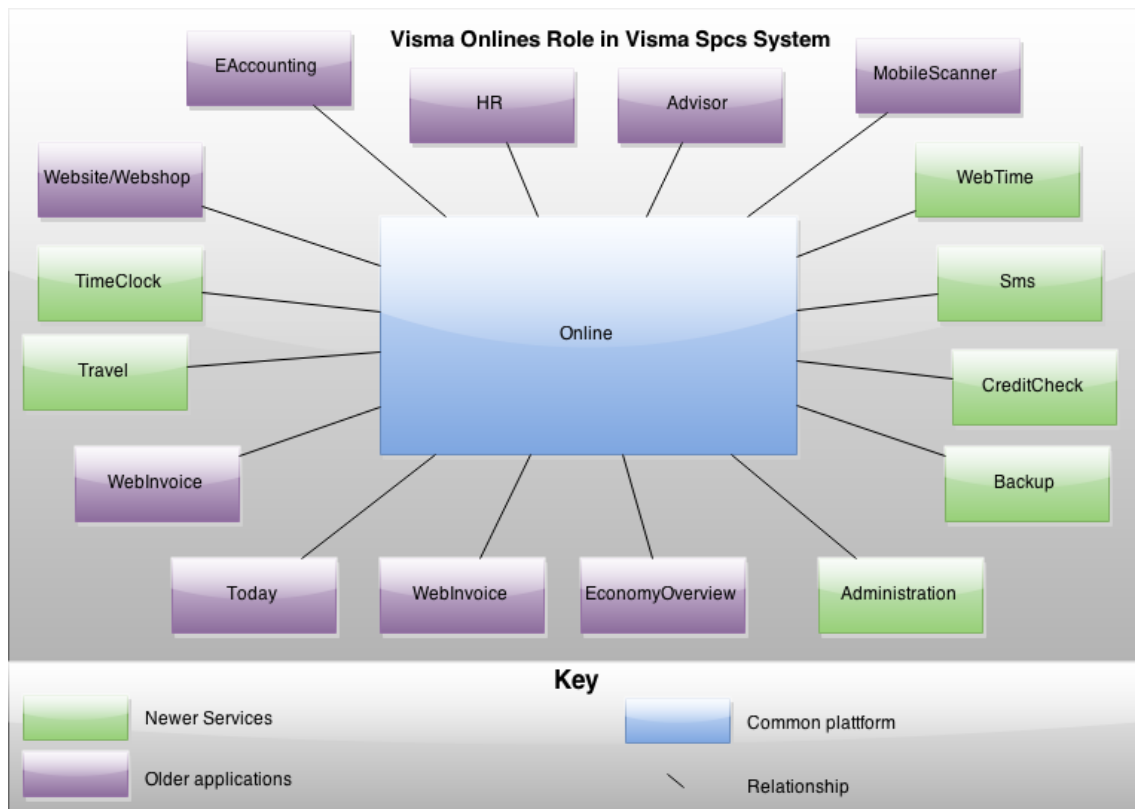 Visma Onlines Role in Visma Spcs System
EAccounting
HR
Advisor
MobileScanner
Website/Webshop
WebTime
TimeClock
Sms
Online
Travel
CreditCheck
WebInvoice
Backup
Today
WebInvoice
EconomyOverview
Administration
Key
Newer Services
Common plattform
Older applications
Relationship